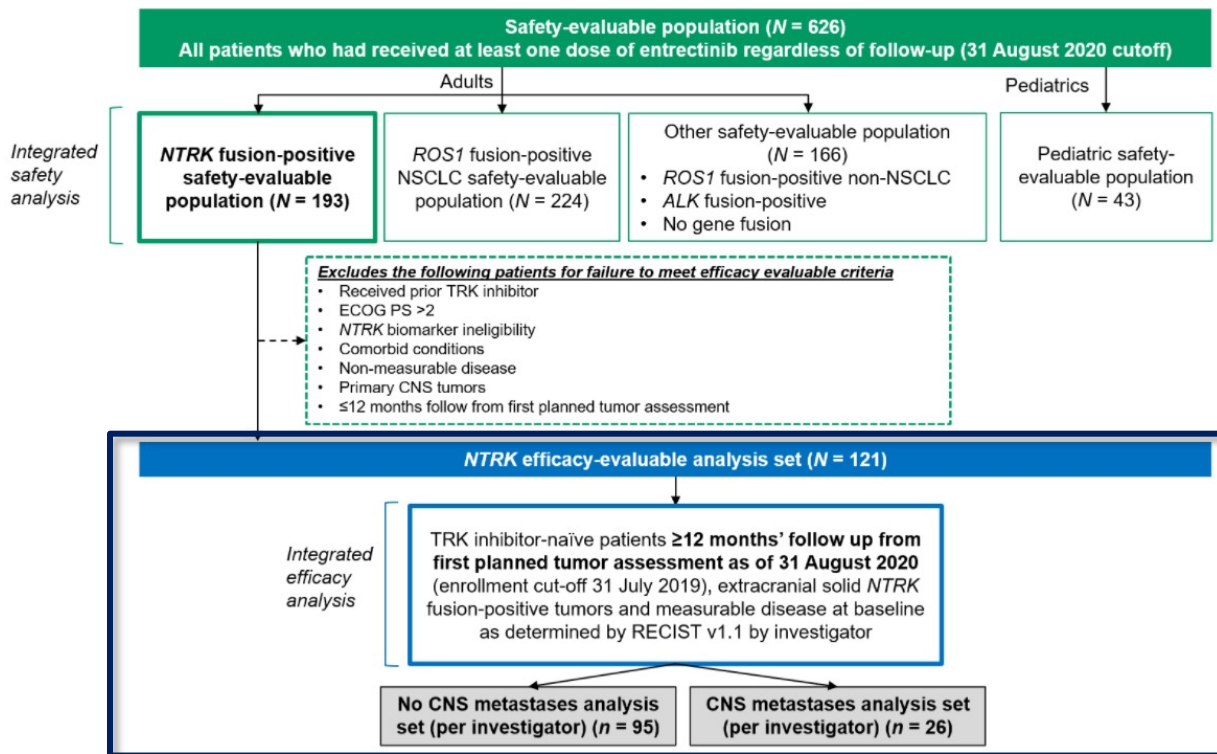 Safety-evaluable population (N = 626)
All patients who had received at least one dose of entrectinib regardless of follow-up (31 August 2020 cutoff)
Adults
Pediatrics
Integrated
safety
analysis
NTRK fusion-positive
safety-evaluable
population (N = 193)
ROS1 fusion-positive
NSCLC safety-evaluable
population (N = 224)
Other safety-evaluable population
(N = 166)
• ROS1 fusion-positive non-NSCLC
• ALK fusion-positive
• No gene fusion
Pediatric safety-
evaluable population
(N = 43)
Excludes the following patients for failure to meet efficacy evaluable criteria
• Received prior TRK inhibitor
• ECOG PS >2
• NTRK biomarker ineligibility
• Comorbid conditions
• Non-measurable disease
• Primary CNS tumors
• ≤12 months follow from first planned tumor assessment
NTRK efficacy-evaluable analysis set (N = 121)
Integrated
efficacy
analysis
TRK inhibitor-naïve patients ≥12 months’ follow up from
first planned tumor assessment as of 31 August 2020
(enrollment cut-off 31 July 2019), extracranial solid NTRK
fusion-positive tumors and measurable disease at baseline
as determined by RECIST v1.1 by investigator
No CNS metastases analysis
set (per investigator) (n = 95)
CNS metastases analysis set
(per investigator) (n = 26)